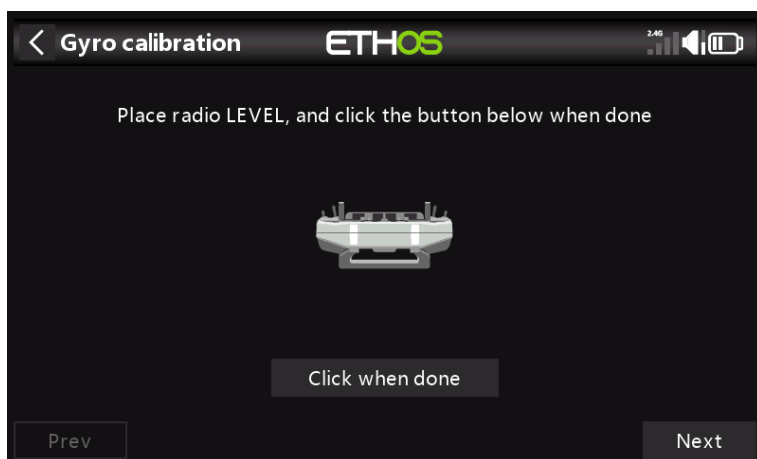 Gyro calibration
ETHOS
2.4G
Place radio LEVEL, and click the button below when done
Click when done
Prev
Next